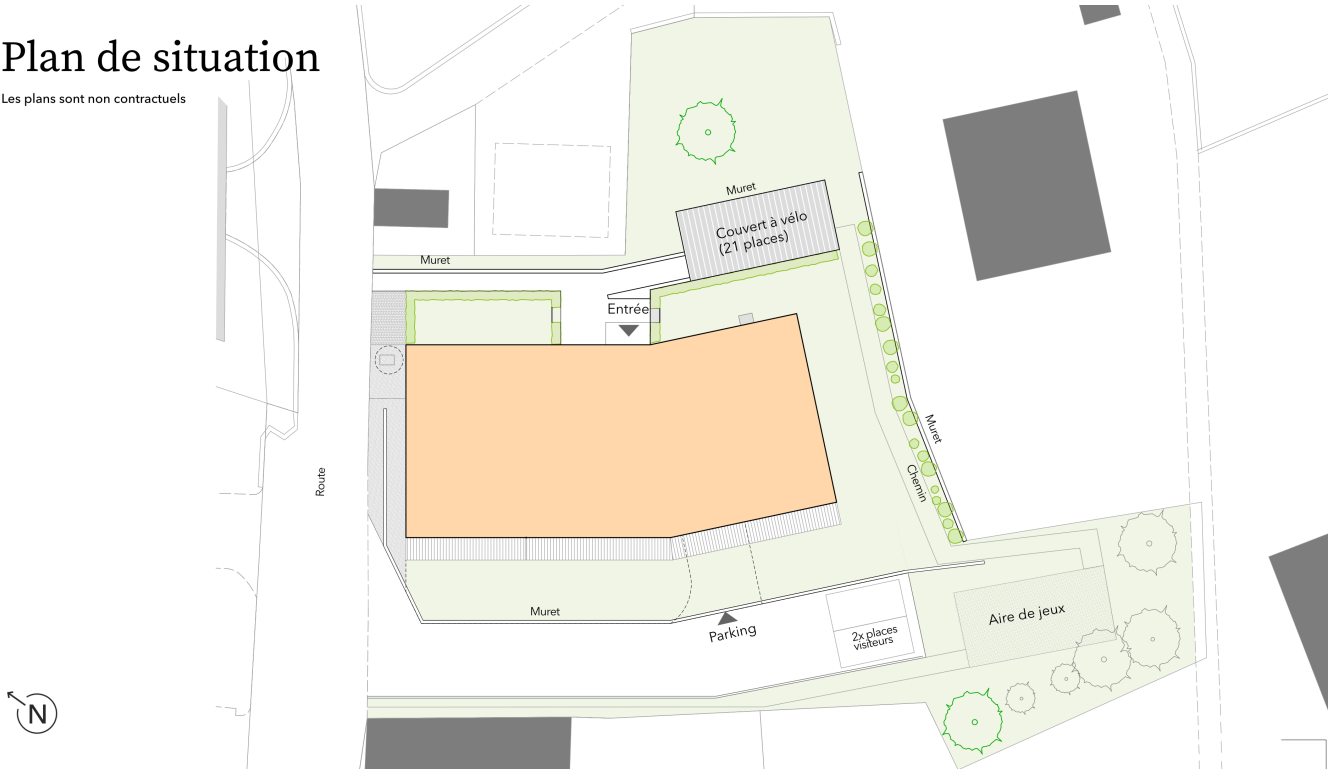 Plan de situation
Les plans sont non contractuels
Muret
Couvert à vélo
(21 places)
Muret
Entrée
Muret
Route
Chemin
Muret
Aire de jeux
Parking
2x places
visiteurs
N